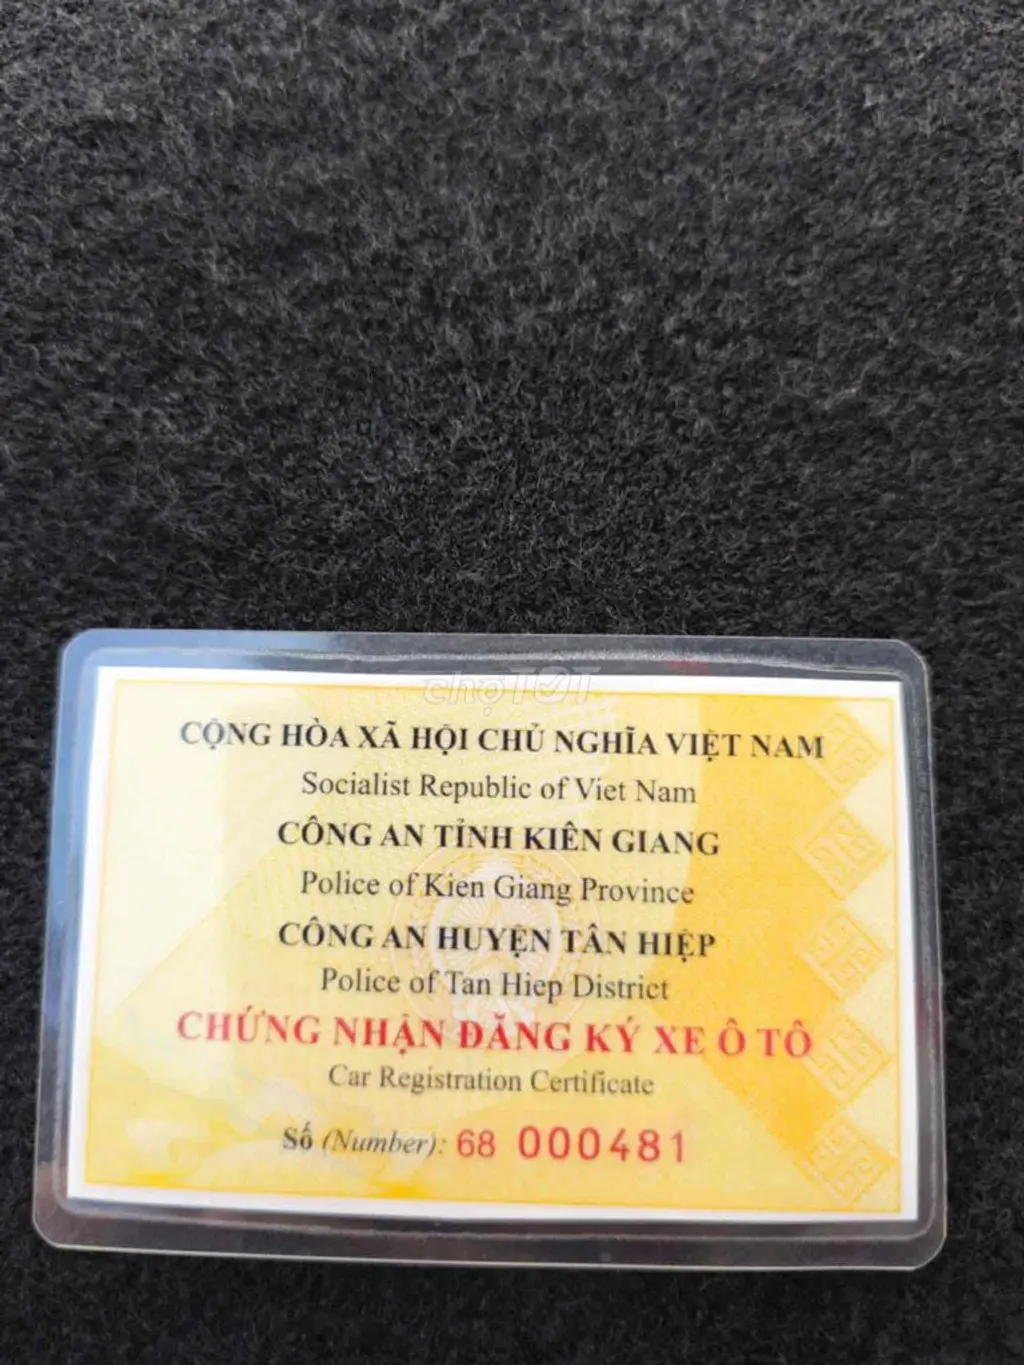 chợTỐT
CỘNG HÒA XÃ HỘI CHỦ NGHĨA VIỆT NAM
Socialist Republic of Viet Nam
CÔNG AN TỈNH KIÊN GIANG
Police of Kien Giang Province
CÔNG AN HUYỆN TÂN HIỆP
Police of Tan Hiep District
CHỨNG NHẬN ĐĂNG KÝ XE Ô TÔ
Car Registration Certificate
Số (Number): 68 000481